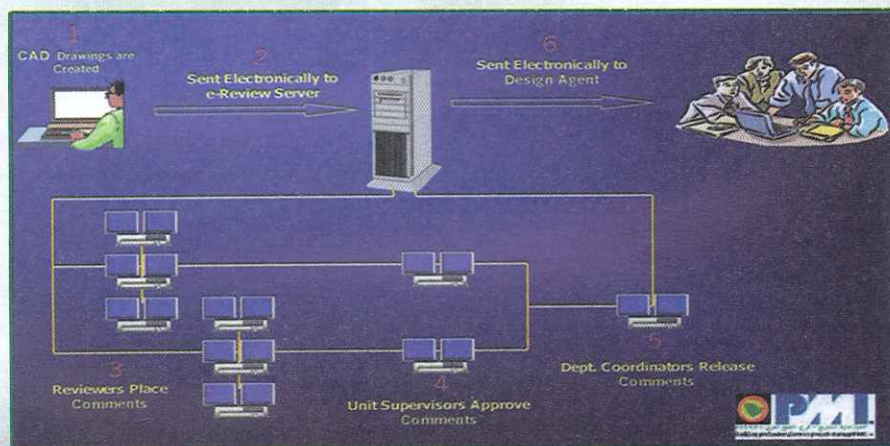 1
CAD Drawings are
Created
2
Sent Electronically to
e-Review Server
6
Sent Electronically to
Design Agent
3
Reviewers Place
Comments
4
Unit Supervisors Approve
Comments
5
Dept. Coordinators Release
Comments
PMI